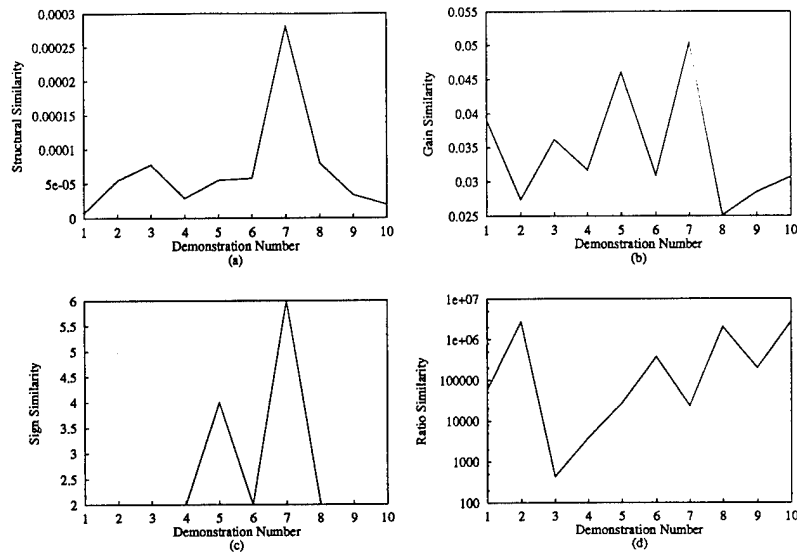 0.0003
0.00025
0.0002
0.00015
0.0001
5e-05
0
Structural Similarity
1 2 3 4 5 6 7 8 9 10
Demonstration Number
(a)
0.055
0.05
0.045
0.04
0.035
0.03
0.025
Gain Similarity
1 2 3 4 5 6 7 8 9 10
Demonstration Number
(b)
6
5.5
5
4.5
4
3.5
3
2.5
2
Sign Similarity
1 2 3 4 5 6 7 8 9 10
Demonstration Number
(c)
1e+07
1e+06
100000
10000
1000
100
Ratio Similarity
1 2 3 4 5 6 7 8 9 10
Demonstration Number
(d)